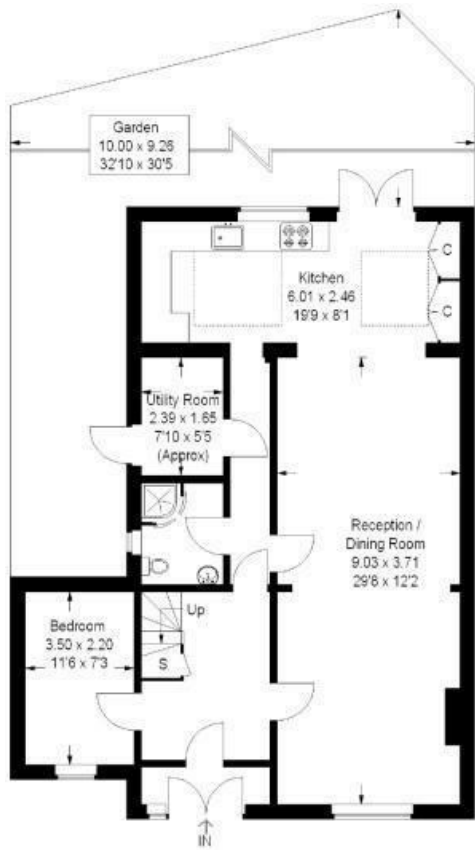 Garden
10.00 x 9.26
32'10 x 30'5
Kitchen
6.01 x 2.46
19'9 x 8'1
C
C
Utility Room
2.39 x 1.65
7'10 x 5'5
(Approx)
Reception /
Dining Room
9.03 x 3.71
29'8 x 12'2
Up
S
Bedroom
3.50 x 2.20
11'6 x 7'3
IN